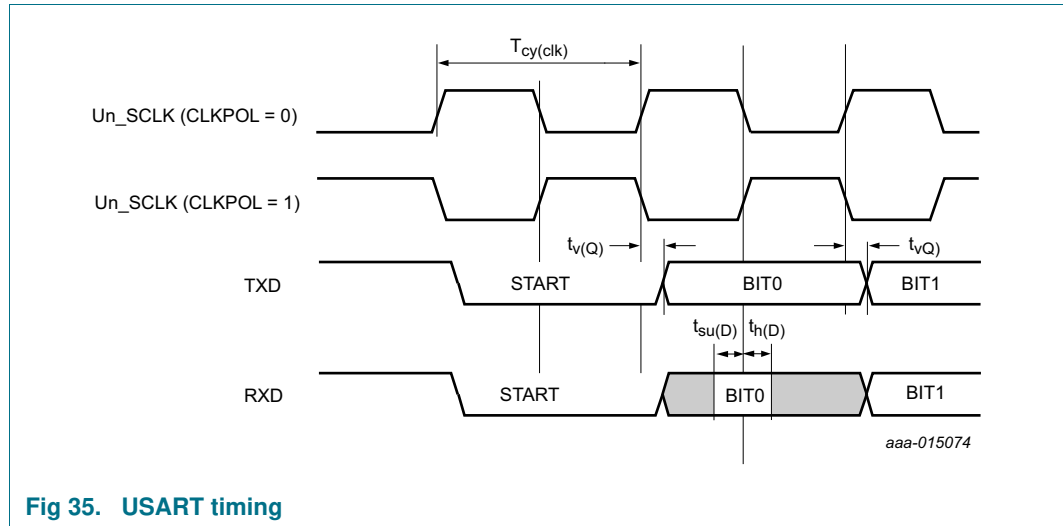 Tcy(clk)
Un_SCLK (CLKPOL = 0)
Un_SCLK (CLKPOL = 1)
tv(Q)
tvQ)
TXD
START
BIT0
BIT1
tsu(D)
th(D)
RXD
START
BIT0
BIT1
aaa-015074
Fig 35. USART timing